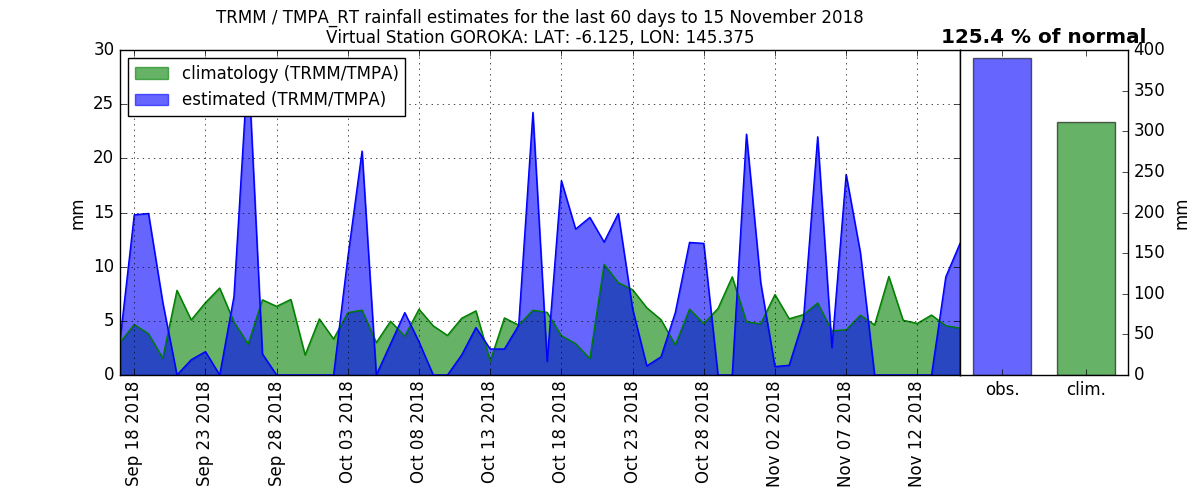 TRMM / TMPA_RT rainfall estimates for the last 60 days to 15 November 2018
Virtual Station GOROKA: LAT: -6.125, LON: 145.375
125.4 % of normal
climatology (TRMM/TMPA)
estimated (TRMM/TMPA)
mm
30
25
20
15
10
5
0
Sep 18 2018
Sep 23 2018
Sep 28 2018
Oct 03 2018
Oct 08 2018
Oct 13 2018
Oct 18 2018
Oct 23 2018
Oct 28 2018
Nov 02 2018
Nov 07 2018
Nov 12 2018
obs.
clim.
400
350
300
250
200
150
100
50
0
mm